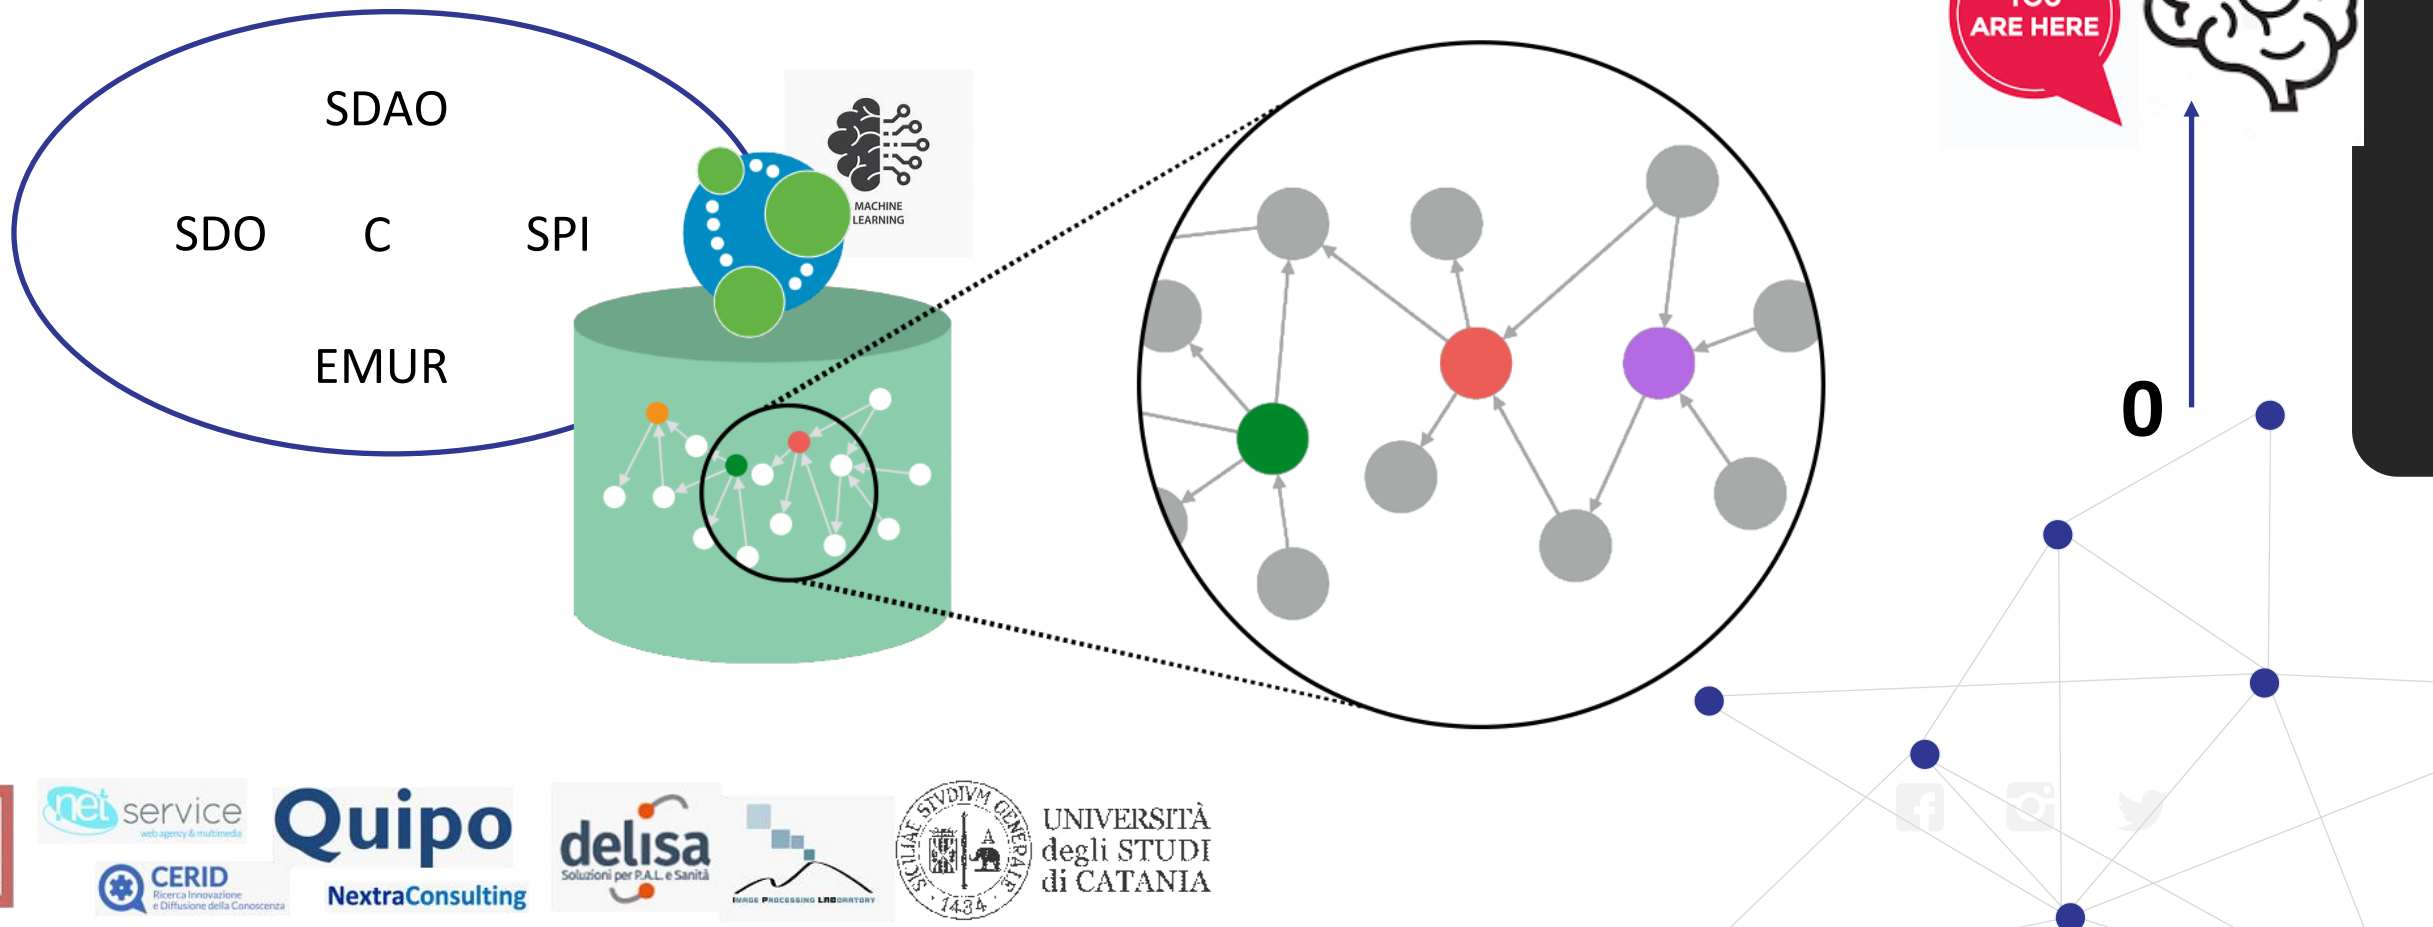 YOU
ARE HERE
SDAO
SDO C SPI
EMUR
MACHINE
LEARNING
0
net service
web agency & multimedia
CERID
Ricerca Innovazione
e Diffusione della Conoscenza
Quipo
NextraConsulting
delisa
Soluzioni per P.A.L. e Sanità
IMAGE PROCESSING LABORATORY
SICILIAE STVDIVM GENERALE
1434
UNIVERSITÀ
degli STUDI
di CATANIA